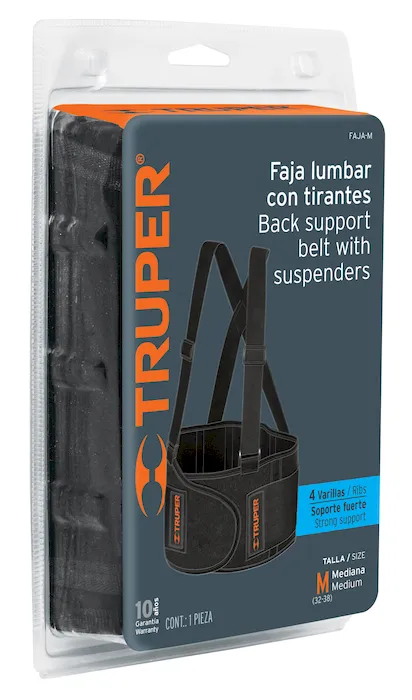 FAJA-M
TRUPER®
Faja lumbar
con tirantes
Back support
belt with
suspenders
TRUPER
4 Varillas / Ribs
Soporte fuerte
Strong support
TALLA / SIZE
M Mediana
Medium
(32-38)
10 años
Garantía
Warranty
CONT.: 1 PIEZA